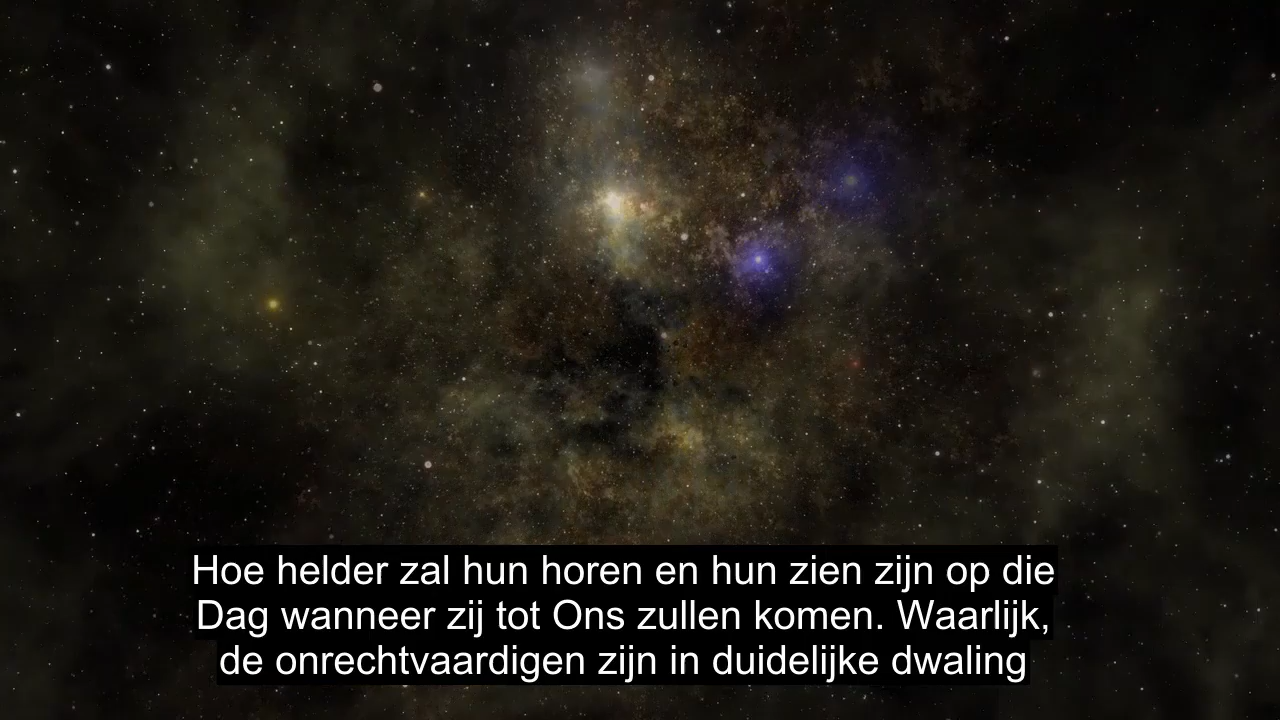 Hoe helder zal hun horen en hun zien zijn op die
Dag wanneer zij tot Ons zullen komen. Waarlijk,
de onrechtvaardigen zijn in duidelijke dwaling